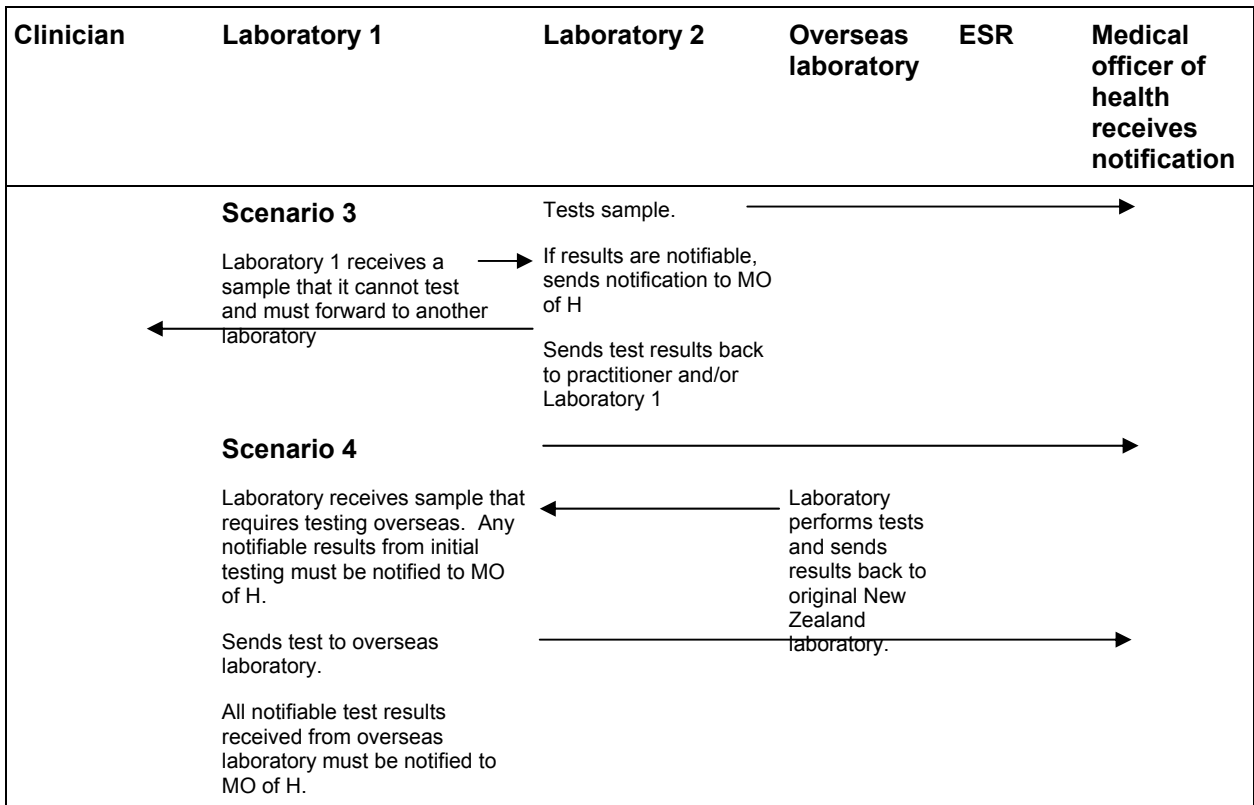 Clinician
Laboratory 1
Laboratory 2
Overseas
laboratory
ESR
Medical
officer of
health
receives
notification
Scenario 3
Laboratory 1 receives a
sample that it cannot test
and must forward to another
laboratory
Tests sample.
If results are notifiable,
sends notification to MO
of H
Sends test results back
to practitioner and/or
Laboratory 1
Scenario 4
Laboratory receives sample that
requires testing overseas.  Any
notifiable results from initial
testing must be notified to MO
of H.
Sends test to overseas
laboratory.
All notifiable test results
received from overseas
laboratory must be notified to
MO of H.
Laboratory
performs tests
and sends
results back to
original New
Zealand
laboratory.